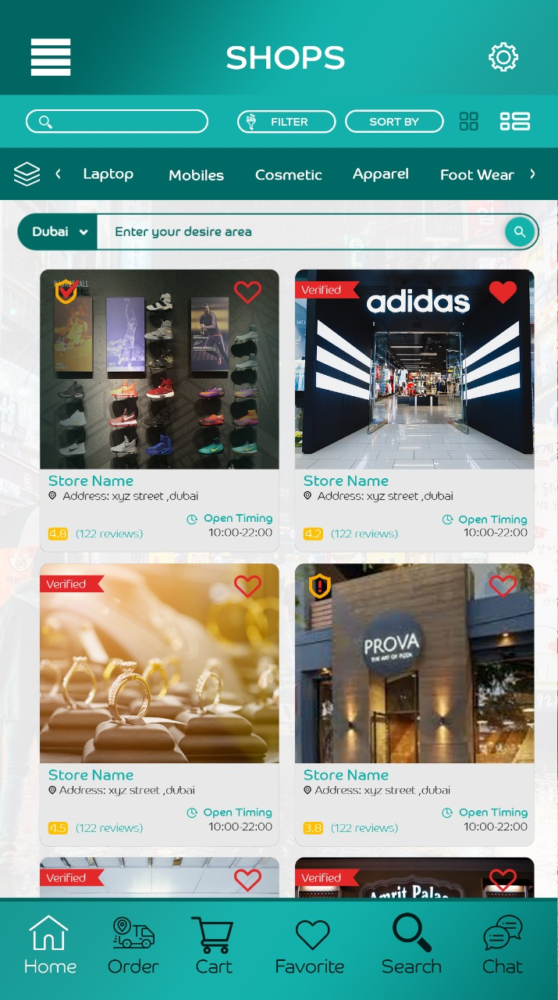 SHOPS
FILTER
SORT BY
Laptop
Mobiles
Cosmetic
Apparel
Foot Wear
Dubai
Enter your desire area
Verified
adidas
Store Name
Address: xyz street ,dubai
Open Timing
4.8 (122 reviews)
10:00-22:00
Store Name
Address: xyz street ,dubai
Open Timing
4.2 (122 reviews)
10:00-22:00
Verified
PROVA
THE ART OF PIZZA
Store Name
Address: xyz street ,dubai
Open Timing
4.5 (122 reviews)
10:00-22:00
Store Name
Address: xyz street ,dubai
Open Timing
3.8 (122 reviews)
10:00-22:00
Verified
Verified
Amrit Palac
Home
Order
Cart
Favorite
Search
Chat